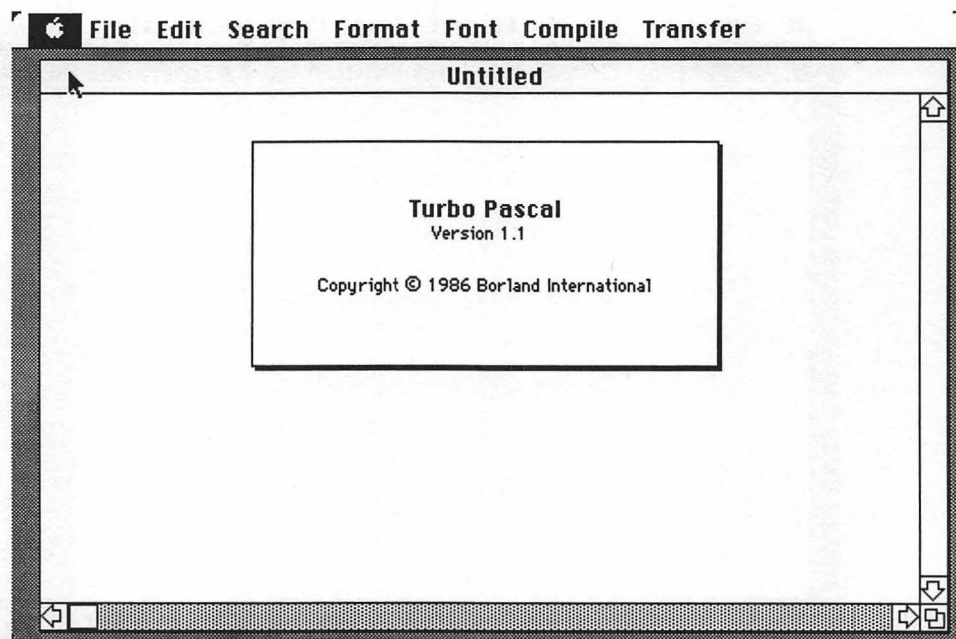 File Edit Search Format Font Compile Transfer
Untitled
Turbo Pascal
Version 1.1
Copyright © 1986 Borland International